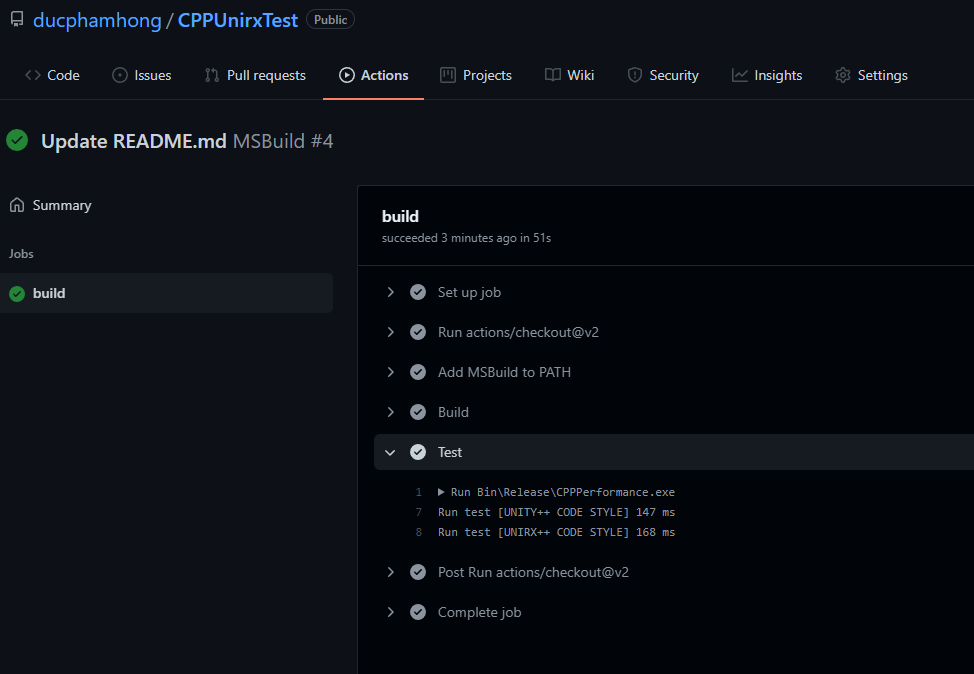 ducphamhong / CPPUnirxTest Public
Code Issues Pull requests Actions Projects Wiki Security Insights Settings
Update README.md MSBuild #4
Summary
Jobs
build
build
succeeded 3 minutes ago in 51s
Set up job
Run actions/checkout@v2
Add MSBuild to PATH
Build
Test
1 Run Bin\Release\CPPPerformance.exe
7 Run test [UNITY++ CODE STYLE] 147 ms
8 Run test [UNIRX++ CODE STYLE] 168 ms
Post Run actions/checkout@v2
Complete job